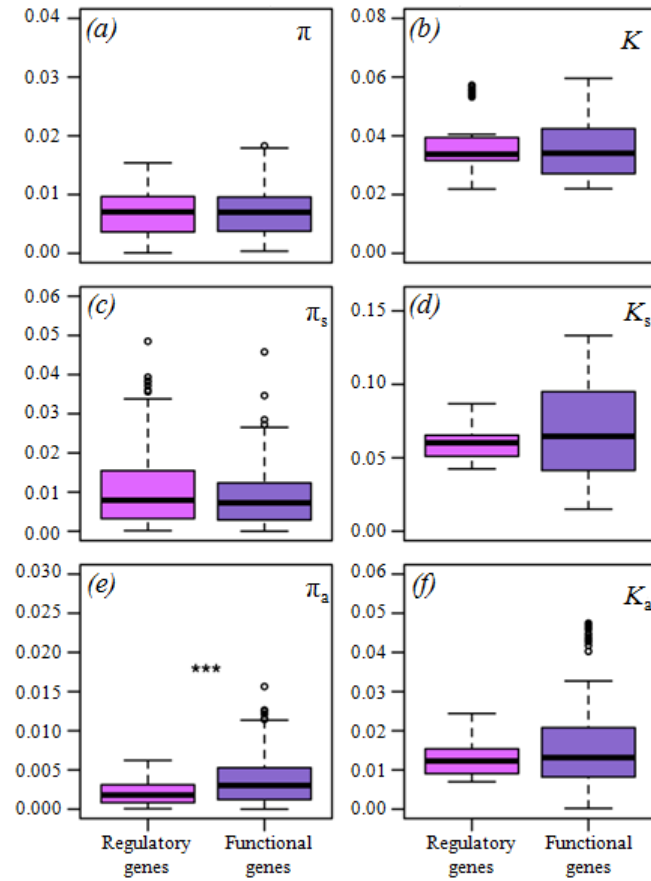 (a) π
0.04
0.03
0.02
0.01
0.00
(b) K
0.08
0.06
0.04
0.02
0.00
(c) πs
0.06
0.05
0.04
0.03
0.02
0.01
0.00
(d) Ks
0.15
0.10
0.05
0.00
(e) πa
0.030
0.025
0.020
0.015
0.010
0.005
0.000
***
(f) Ka
0.06
0.05
0.04
0.03
0.02
0.01
0.00
Regulatory
genes
Functional
genes
Regulatory
genes
Functional
genes